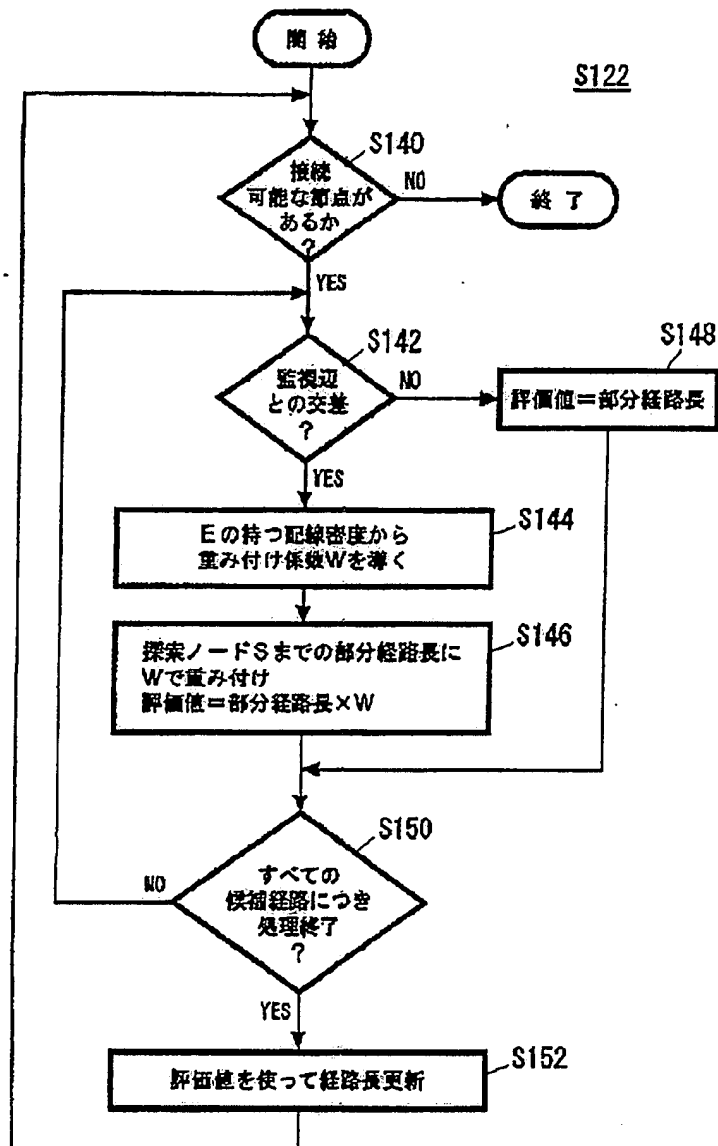 開 始
S122
S140
接続
可能な節点が
あるか
?
NO
終 了
YES
S142
監視辺
との交差
?
NO
S148
評価値＝部分経路長
YES
S144
Eの持つ配線密度から
重み付け係数Wを導く
S146
探索ノードSまでの部分経路長に
Wで重み付け
評価値＝部分経路長×W
S150
すべての
候補経路につき
処理終了
?
NO
YES
S152
評価値を使って経路長更新